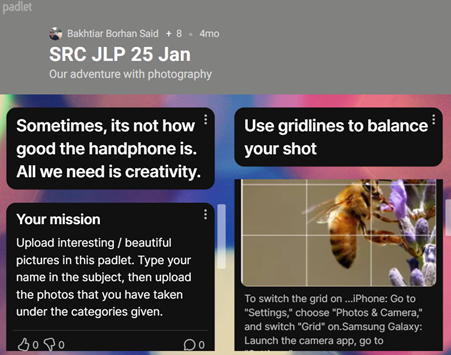 padlet
Bakhtiar Borhan Said + 8 • 4mo
SRC JLP 25 Jan
Our adventure with photography
Sometimes, its not how
good the handphone is.
All we need is creativity.
Your mission
Upload interesting / beautiful
pictures in this padlet. Type your
name in the subject, then upload
the photos that you have taken
under the categories given.
0 0 0
Use gridlines to balance
your shot
To switch the grid on ...iPhone: Go to
"Settings," choose "Photos & Camera,"
and switch "Grid" on.Samsung Galaxy:
Launch the camera app, go to